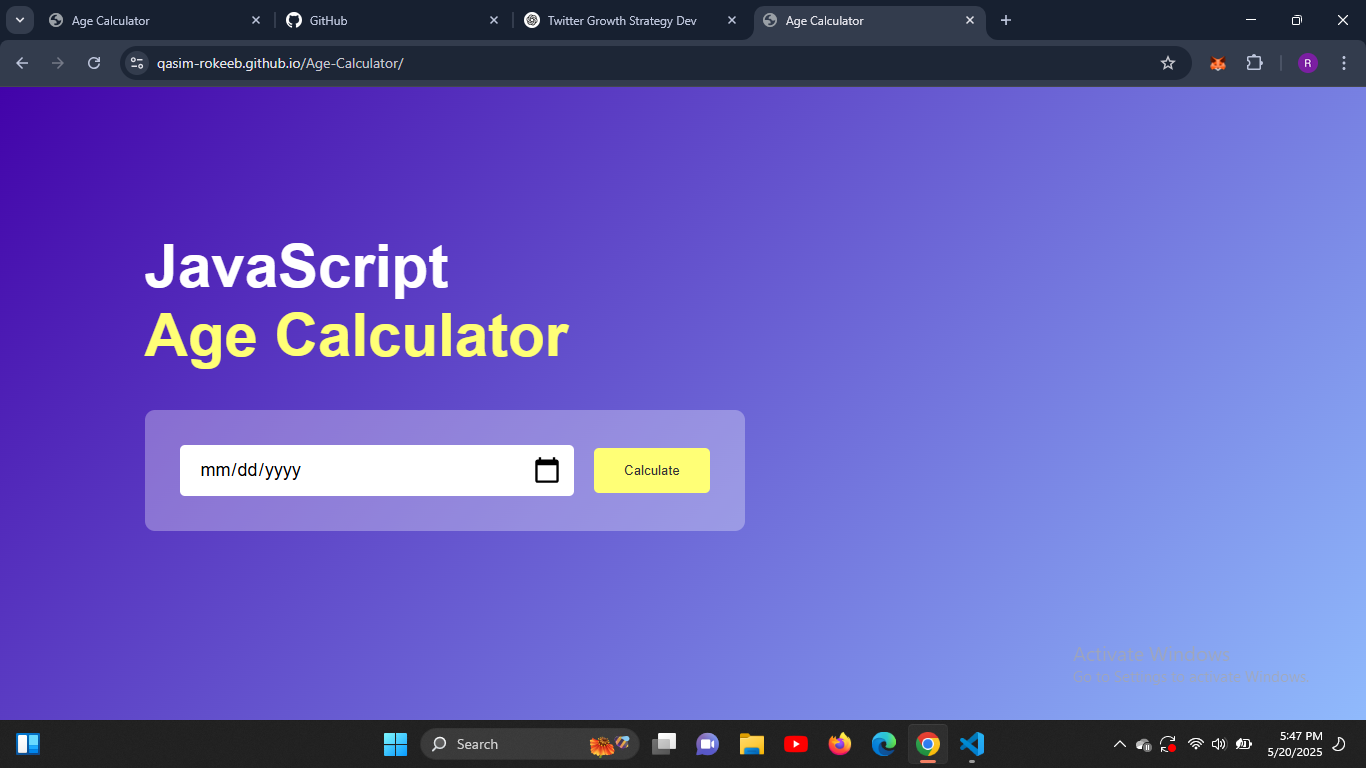 Age Calculator
GitHub
Twitter Growth Strategy Dev
Age Calculator
qasim-rokeeb.github.io/Age-Calculator/
R
JavaScript
Age Calculator
mm/dd/yyyy
Calculate
Activate Windows
Go to Settings to activate Windows.
Search
5:47 PM
5/20/2025